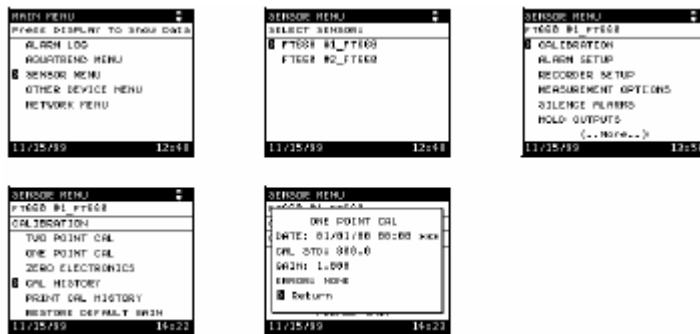 MAIN MENU
Press DISPLAY To Show Data
ALARM LOG
AQUATREND MENU
SENSOR MENU
OTHER DEVICE MENU
NETWORK MENU
11/15/99 12:48
SENSOR MENU
SELECT SENSOR:
FT660 #1_FT660
FT660 #2_FT660
11/15/99 12:48
SENSOR MENU
FT660 #1_FT660
CALIBRATION
ALARM SETUP
RECORDER SETUP
MEASUREMENT OPTIONS
SILENCE ALARMS
HOLD OUTPUTS
(..More..)
11/15/99
SENSOR MENU
FT660 #1_FT660
CALIBRATION
TWO POINT CAL
ONE POINT CAL
ZERO ELECTRONICS
CAL HISTORY
PRINT CAL HISTORY
RESTORE DEFAULT GAIN
11/15/99 14:22
SENSOR MENU
FT660 #1_FT660
ONE POINT CAL
DATE: 01/01/00 00:00 ***
CAL STD: 800.0
GAIN: 1.000
ERROR: NONE
Return
11/15/99 14:23